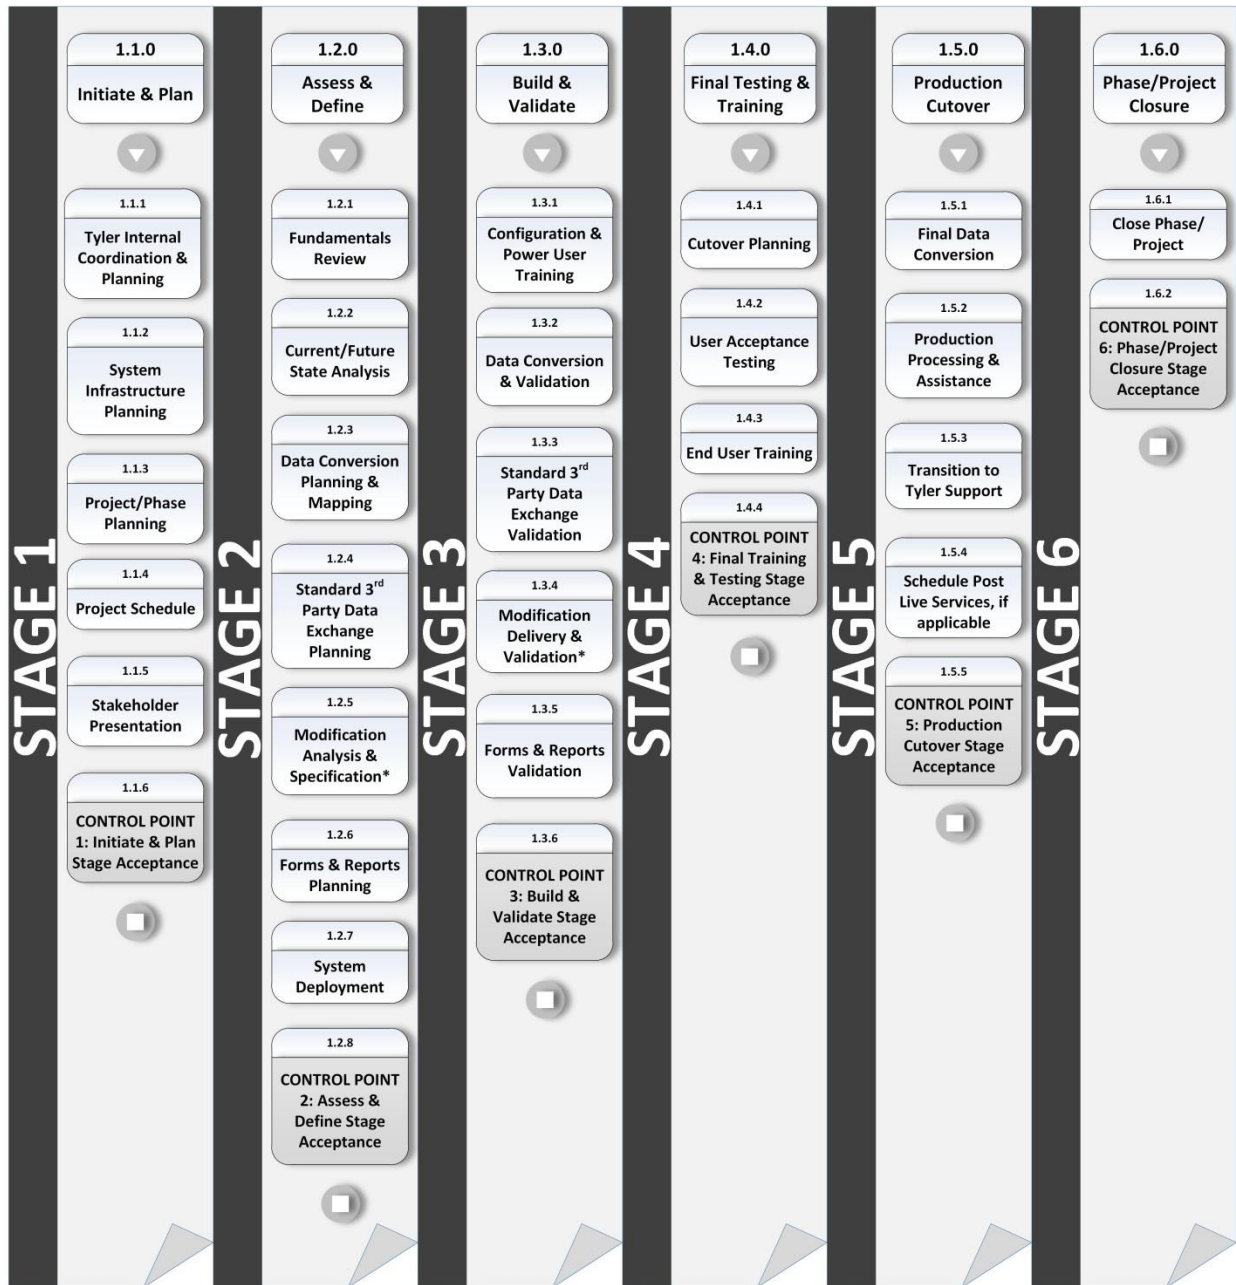 STAGE 1
1.1.0
Initiate & Plan
1.1.1
Tyler Internal
Coordination &
Planning
1.1.2
System
Infrastructure
Planning
1.1.3
Project/Phase
Planning
1.1.4
Project Schedule
1.1.5
Stakeholder
Presentation
1.1.6
CONTROL POINT
1: Initiate & Plan
Stage Acceptance
STAGE 2
1.2.0
Assess &
Define
1.2.1
Fundamentals
Review
1.2.2
Current/Future
State Analysis
1.2.3
Data Conversion
Planning &
Mapping
1.2.4
Standard 3rd
Party Data
Exchange
Planning
1.2.5
Modification
Analysis &
Specification*
1.2.6
Forms & Reports
Planning
1.2.7
System
Deployment
1.2.8
CONTROL POINT
2: Assess &
Define Stage
Acceptance
STAGE 3
1.3.0
Build &
Validate
1.3.1
Configuration &
Power User
Training
1.3.2
Data Conversion
& Validation
1.3.3
Standard 3rd
Party Data
Exchange
Validation
1.3.4
Modification
Delivery &
Validation*
1.3.5
Forms & Reports
Validation
1.3.6
CONTROL POINT
3: Build &
Validate Stage
Acceptance
STAGE 4
1.4.0
Final Testing &
Training
1.4.1
Cutover Planning
1.4.2
User Acceptance
Testing
1.4.3
End User Training
1.4.4
CONTROL POINT
4: Final Training
& Testing Stage
Acceptance
STAGE 5
1.5.0
Production
Cutover
1.5.1
Final Data
Conversion
1.5.2
Production
Processing &
Assistance
1.5.3
Transition to
Tyler Support
1.5.4
Schedule Post
Live Services, if
applicable
1.5.5
CONTROL POINT
5: Production
Cutover Stage
Acceptance
STAGE 6
1.6.0
Phase/Project
Closure
1.6.1
Close Phase/
Project
1.6.2
CONTROL POINT
6: Phase/Project
Closure Stage
Acceptance